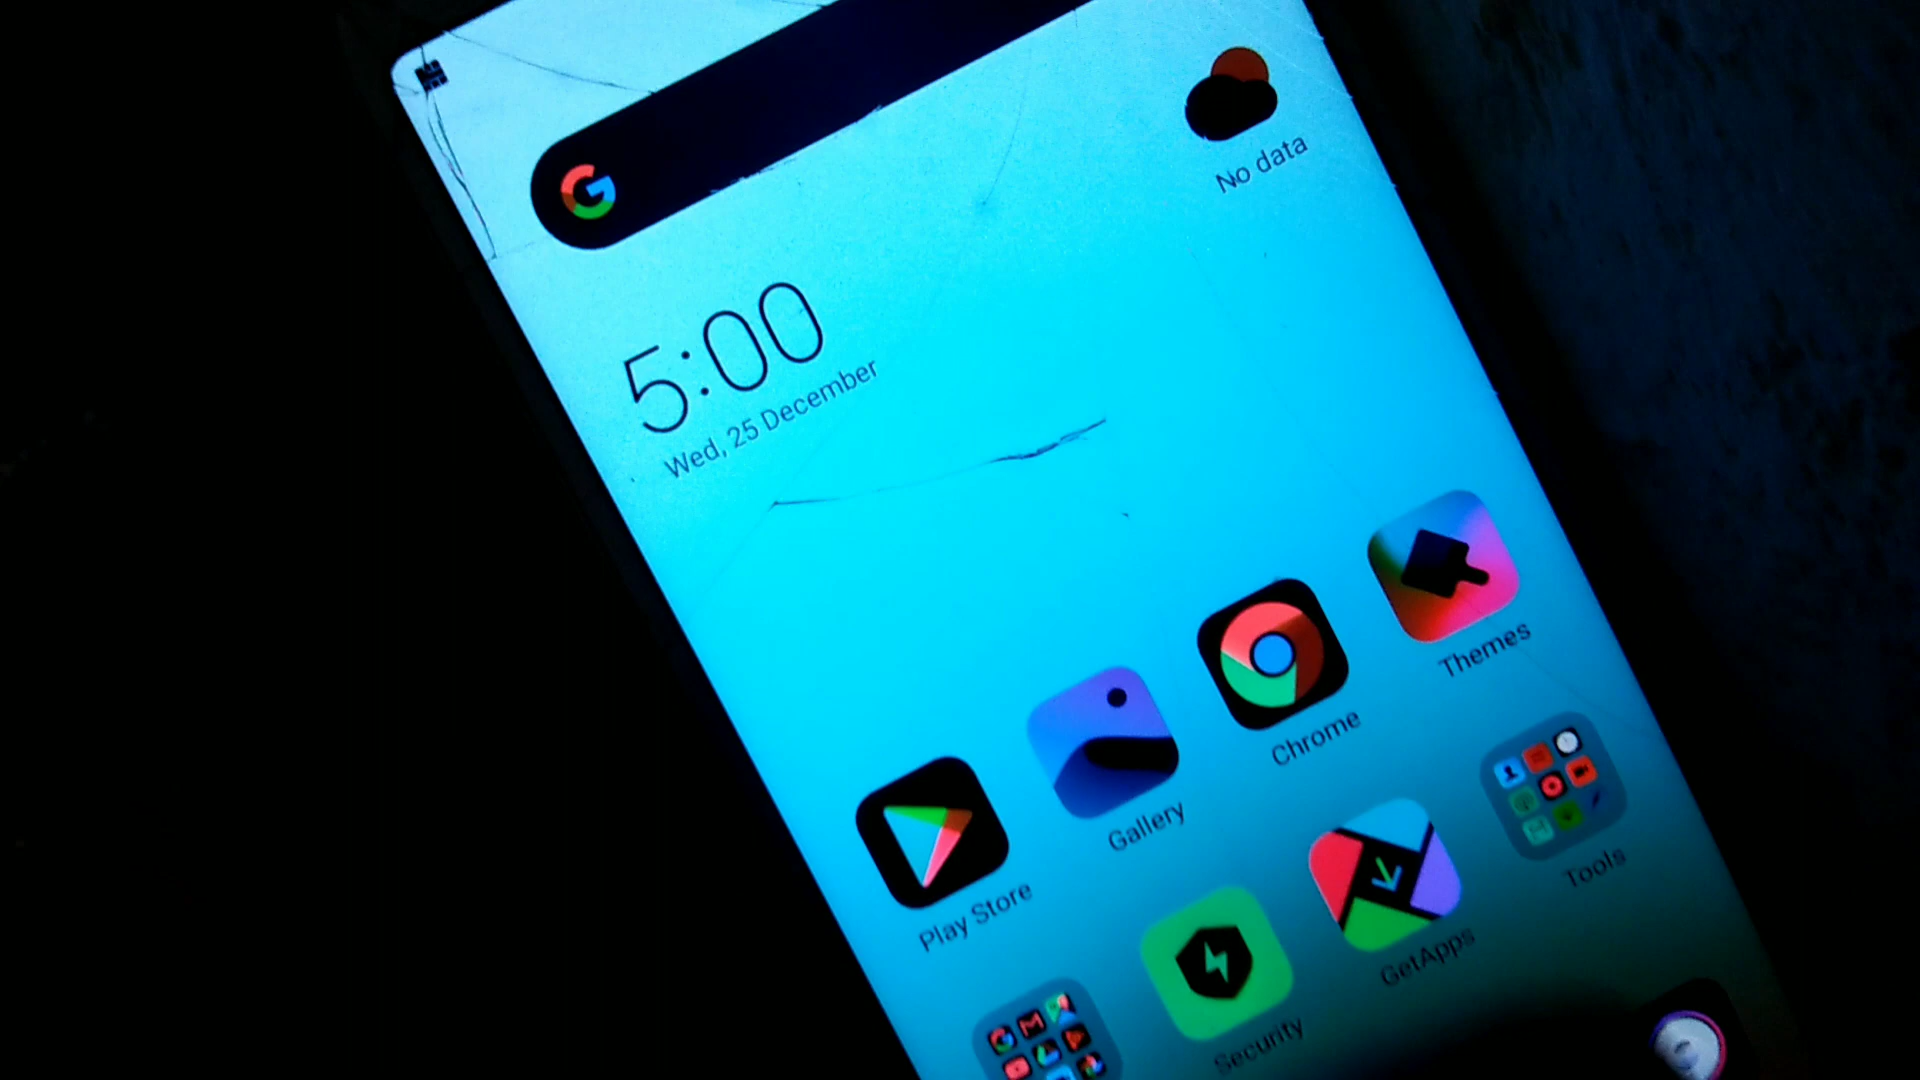 No data
5:00
Wed, 25 December
Themes
Chrome
Gallery
Play Store
Tools
GetApps
Security